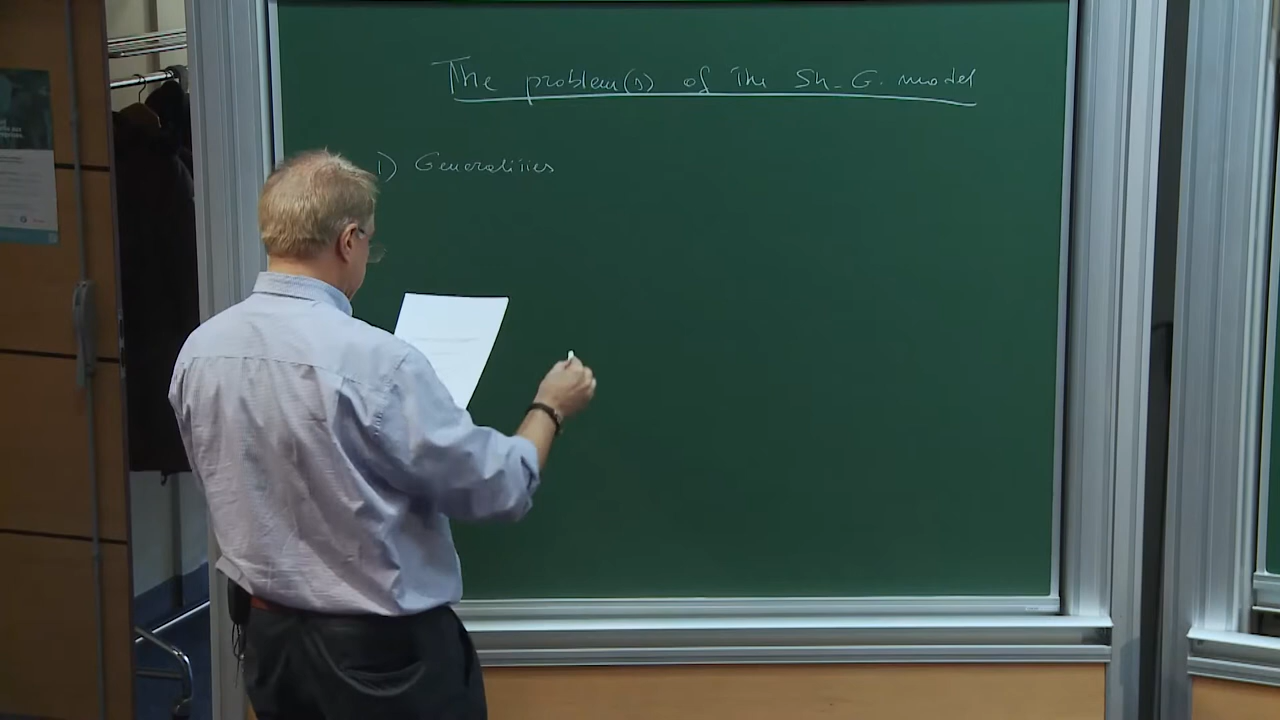 The problem(s) of the Sh. G. model
1) Generalities